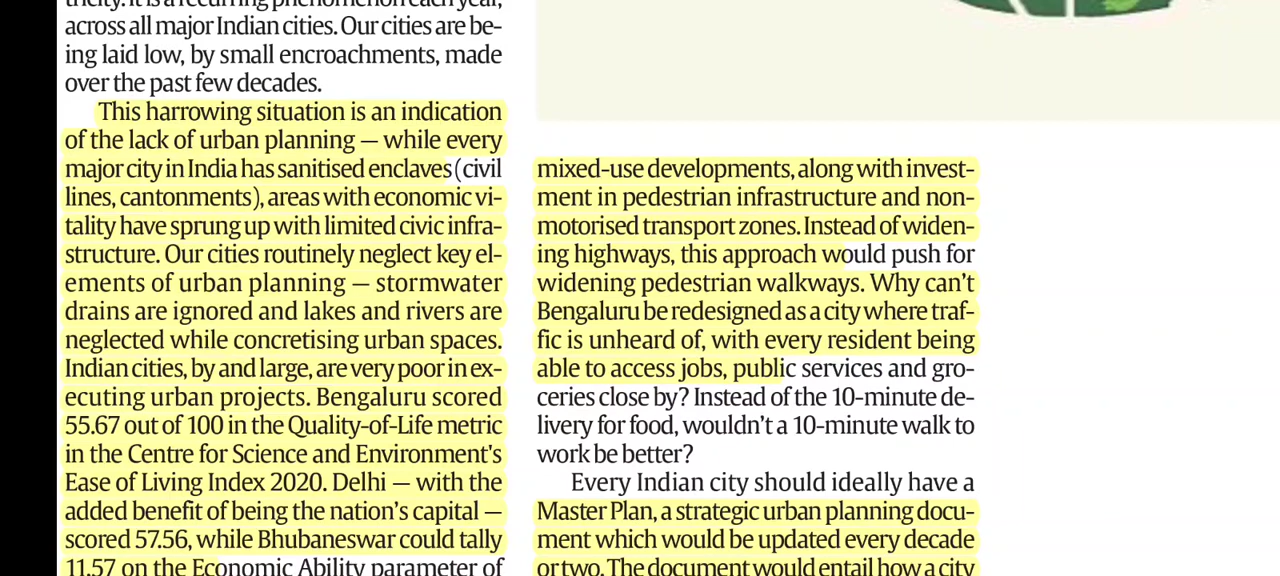 tricity. It is a recurring phenomenon each year,
across all major Indian cities. Our cities are be-
ing laid low, by small encroachments, made
over the past few decades.
This harrowing situation is an indication
of the lack of urban planning — while every
major city in India has sanitised enclaves (civil
lines, cantonments), areas with economic vi-
tality have sprung up with limited civic infra-
structure. Our cities routinely neglect key el-
ements of urban planning — stormwater
drains are ignored and lakes and rivers are
neglected while concretising urban spaces.
Indian cities, by and large, are very poor in ex-
ecuting urban projects. Bengaluru scored
55.67 out of 100 in the Quality-of-Life metric
in the Centre for Science and Environment's
Ease of Living Index 2020. Delhi — with the
added benefit of being the nation's capital —
scored 57.56, while Bhubaneswar could tally
11.57 on the Economic Ability parameter of
mixed-use developments, along with invest-
ment in pedestrian infrastructure and non-
motorised transport zones. Instead of widen-
ing highways, this approach would push for
widening pedestrian walkways. Why can't
Bengaluru be redesigned as a city where traf-
fic is unheard of, with every resident being
able to access jobs, public services and gro-
ceries close by? Instead of the 10-minute de-
livery for food, wouldn't a 10-minute walk to
work be better?
Every Indian city should ideally have a
Master Plan, a strategic urban planning docu-
ment which would be updated every decade
or two. The document would entail how a city